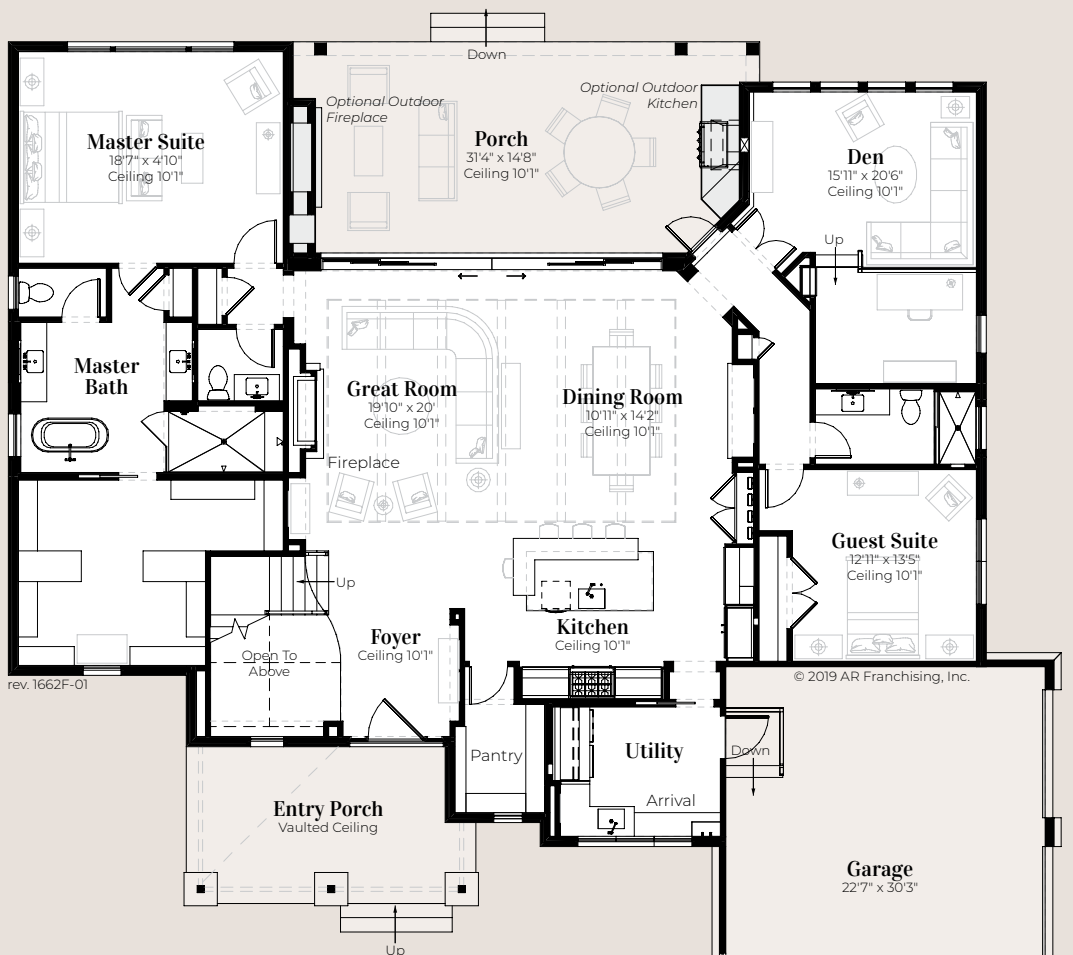 Down
Optional Outdoor
Fireplace
Optional Outdoor
Kitchen
Master Suite
18'7" x 4'10"
Ceiling 10'1"
Porch
31'4" x 14'8"
Ceiling 10'1"
Den
15'11" x 20'6"
Ceiling 10'1"
Up
Master
Bath
Great Room
19'10" x 20'
Ceiling 10'1"
Dining Room
10'11" x 14'2"
Ceiling 10'1"
Fireplace
Guest Suite
12'11" x 13'5"
Ceiling 10'1"
Up
Foyer
Ceiling 10'1"
Kitchen
Ceiling 10'1"
Open To
Above
rev. 1662F-01
© 2019 AR Franchising, Inc.
Pantry
Utility
Down
Arrival
Entry Porch
Vaulted Ceiling
Garage
22'7" x 30'3"
Up